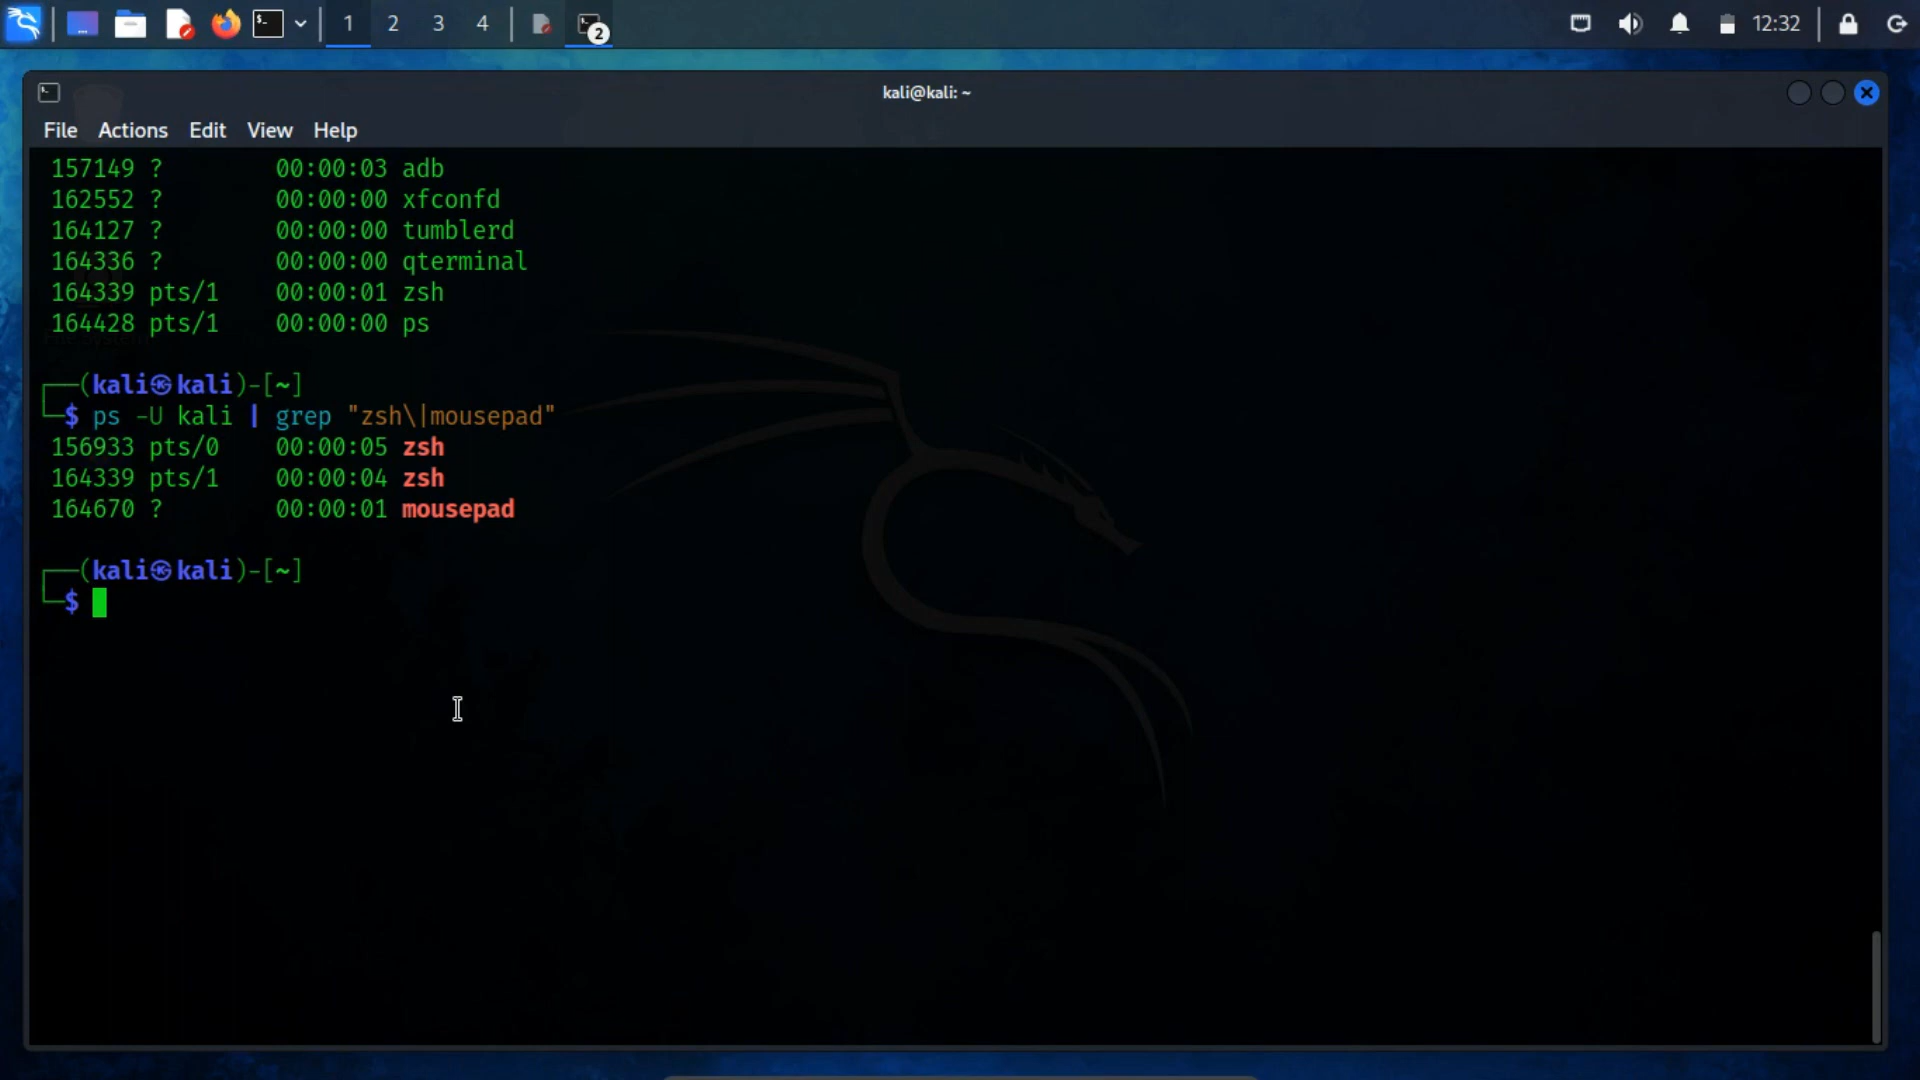 1 2 3 4 2 12:32
kali@kali: ~
File Actions Edit View Help
157149 ? 00:00:03 adb
162552 ? 00:00:00 xfconfd
164127 ? 00:00:00 tumblerd
164336 ? 00:00:00 qterminal
164339 pts/1 00:00:01 zsh
164428 pts/1 00:00:00 ps
┌──(kali㉿kali)-[~]
└─$ ps -U kali | grep "zsh\|mousepad"
156933 pts/0 00:00:05 zsh
164339 pts/1 00:00:04 zsh
164670 ? 00:00:01 mousepad
┌──(kali㉿kali)-[~]
└─$